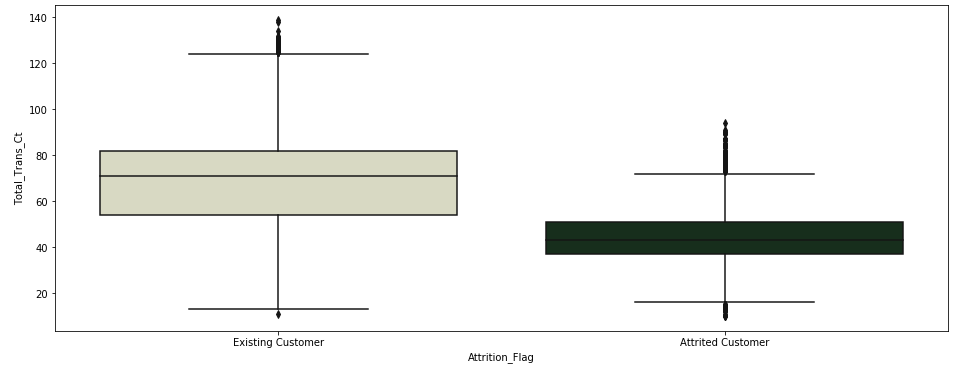 140
120
100
80
60
40
20
Total_Trans_Ct
Existing Customer
Attrited Customer
Attrition_Flag